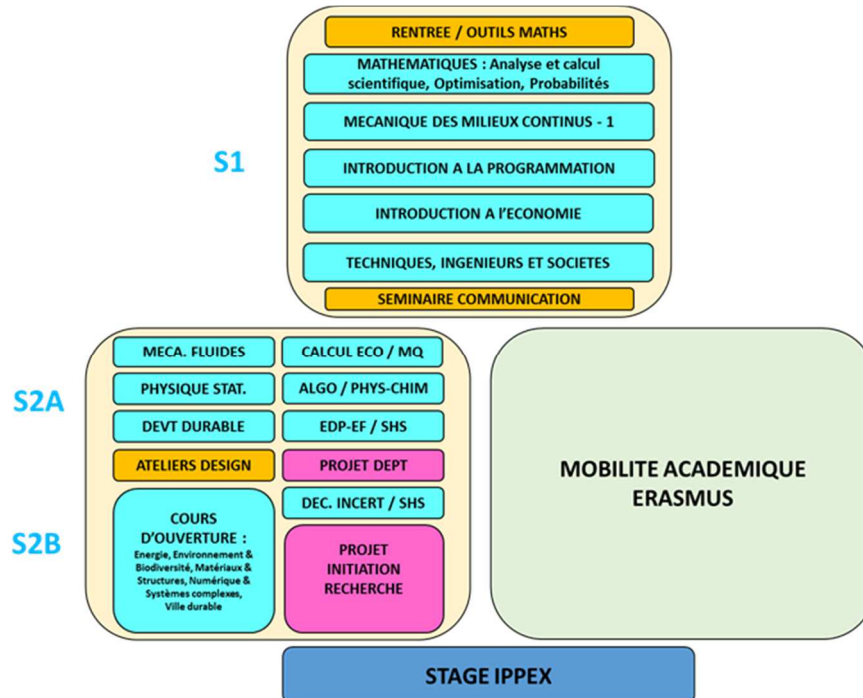 RENTREE / OUTILS MATHS
MATHEMATIQUES : Analyse et calcul
scientifique, Optimisation, Probabilités
MECANIQUE DES MILIEUX CONTINUS - 1
S1
INTRODUCTION A LA PROGRAMMATION
INTRODUCTION A l'ECONOMIE
TECHNIQUES, INGENIEURS ET SOCIETES
SEMINAIRE COMMUNICATION
MECA. FLUIDES
CALCUL ECO / MQ
S2A
PHYSIQUE STAT.
ALGO / PHYS-CHIM
DEVT DURABLE
EDP-EF / SHS
ATELIERS DESIGN
PROJET DEPT
MOBILITE ACADEMIQUE
ERASMUS
S2B
COURS
D'OUVERTURE :
Energie, Environnement &
Biodiversité, Matériaux &
Structures, Numérique &
Systèmes complexes,
Ville durable
DEC. INCERT / SHS
PROJET
INITIATION
RECHERCHE
STAGE IPPEX